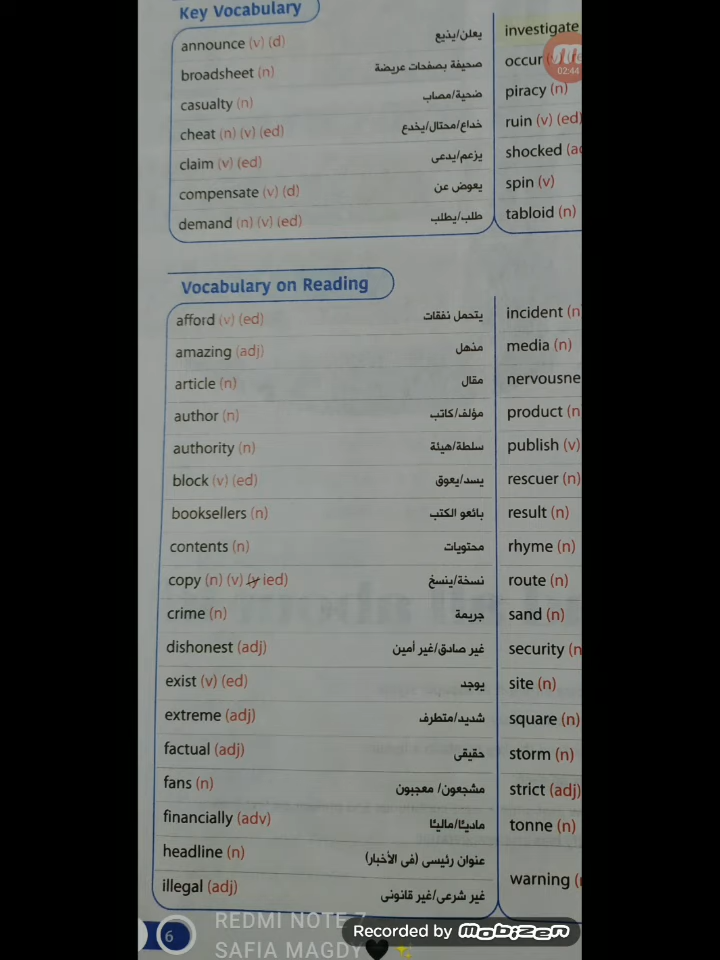 Key Vocabulary
announce (v) (d) يعلن/يذيع
broadsheet (n) صحيفة بصفحات عريضة
casualty (n) ضحية/مصاب
cheat (n) (v) (ed) خداع/محتال/يخدع
claim (v) (ed) يزعم/يدعى
compensate (v) (d) يعوض عن
demand (n) (v) (ed) طلب/يطلب
investigate
occur
piracy (n)
ruin (v) (ed)
shocked
spin (v)
tabloid (n)
02:44
Vocabulary on Reading
afford (v) (ed) يتحمل نفقات
amazing (adj) مذهل
article (n) مقال
author (n) مؤلف/كاتب
authority (n) سلطة/هيئة
block (v) (ed) يسد/يعوق
booksellers (n) بائعو الكتب
contents (n) محتويات
copy (n) (v) (y ied) نسخة/ينسخ
crime (n) جريمة
dishonest (adj) غير صادق/غير أمين
exist (v) (ed) يوجد
extreme (adj) شديد/متطرف
factual (adj) حقيقى
fans (n) مشجعون/ معجبون
financially (adv) ماديًا/ماليًا
headline (n) عنوان رئيسى (فى الأخبار)
illegal (adj) غير شرعى/غير قانونى
incident (n
media (n)
nervousne
product (n
publish (v)
rescuer (n)
result (n)
rhyme (n)
route (n)
sand (n)
security (n
site (n)
square (n)
storm (n)
strict (adj)
tonne (n)
warning
6
REDMI NOTE 7
SAFIA MAGDY
Recorded by mobizen